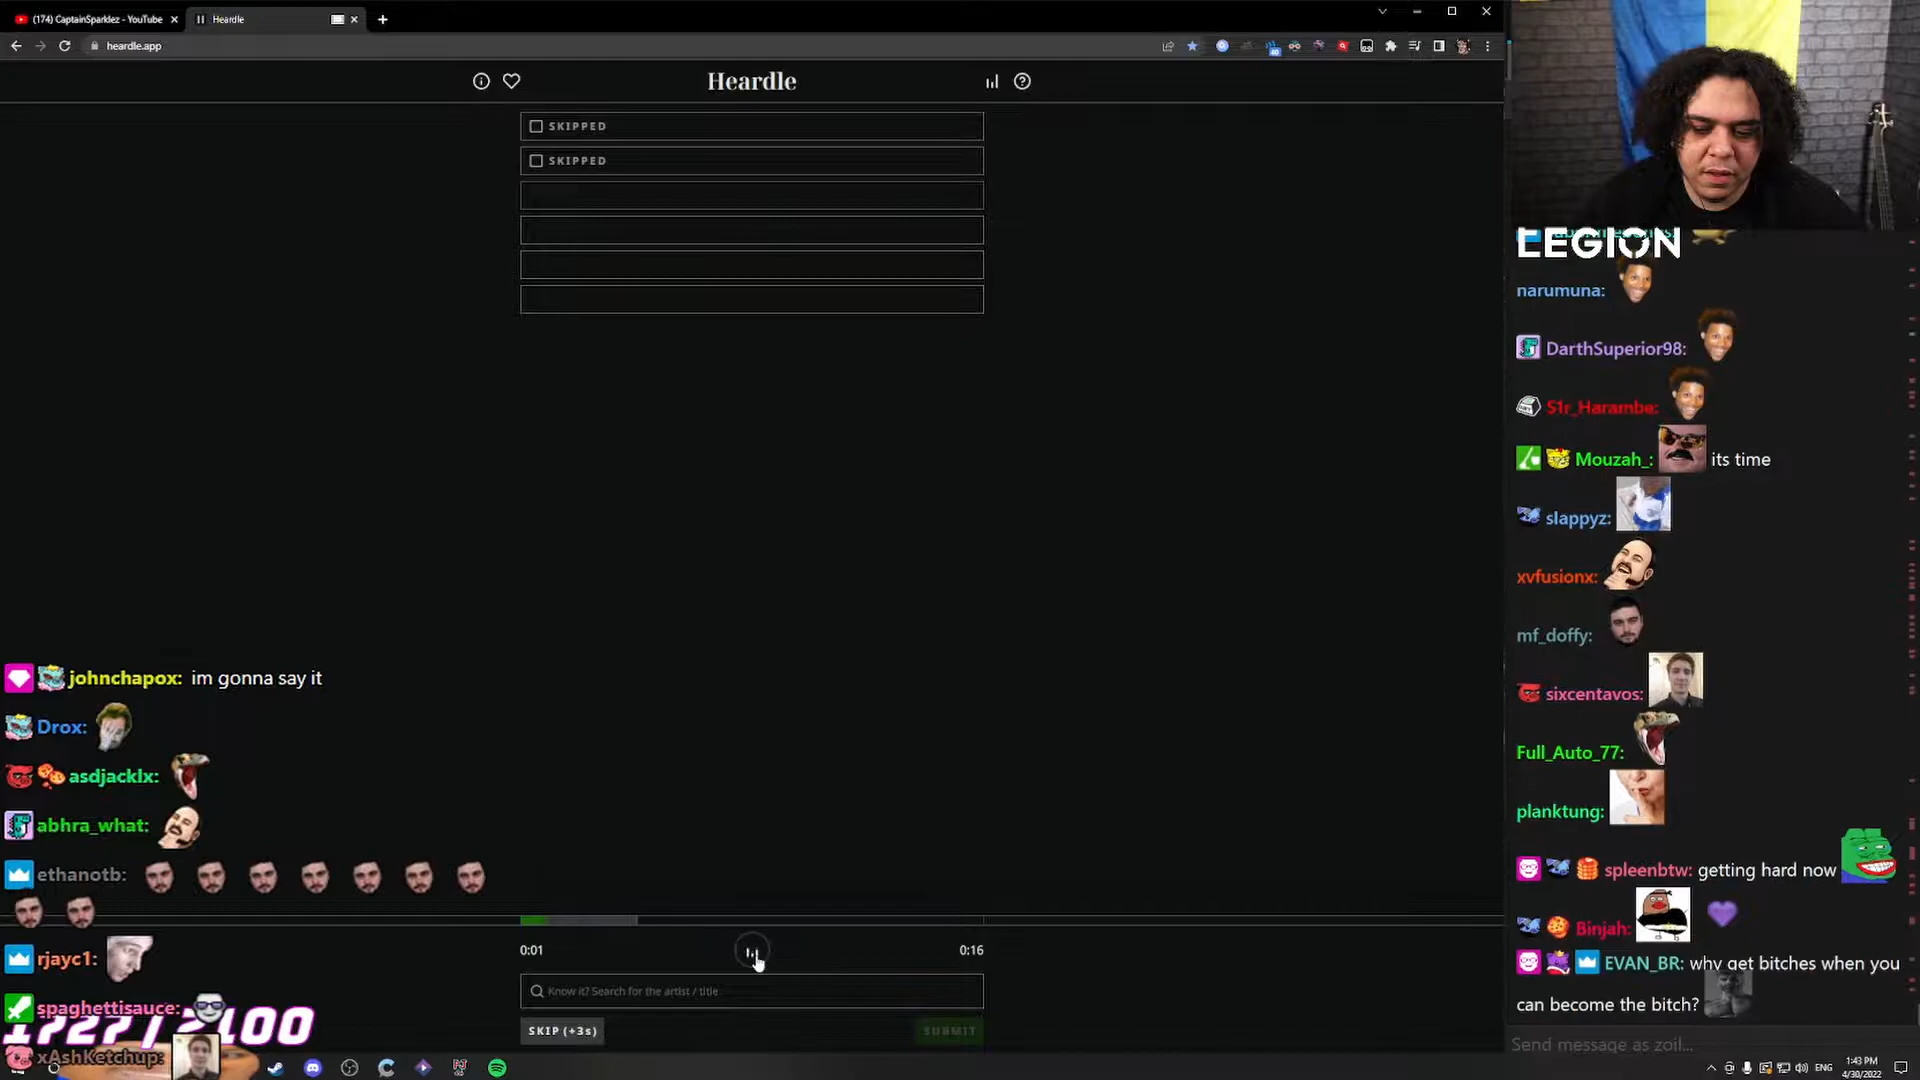 (174) CaptainSparklez - YouTube
Heardle
heardle.app
Heardle
SKIPPED
SKIPPED
johnchapox: im gonna say it
Drox:
asdjacklx:
abhra_what:
ethanotb:
rjayc1:
spaghettisauce:
xAshKetchup:
0:01
0:16
Know it? Search for the artist / title
SKIP (+3s)
SUBMIT
LEGION
narumuna:
DarthSuperior98:
S1r_Harambe:
Mouzah_: its time
slappyz:
xvfusionx:
mf_doffy:
sixcentavos:
Full_Auto_77:
planktung:
spleenbtw: getting hard now
Binjah:
EVAN_BR: why get bitches when you
can become the bitch?
Send message as zoil...
ENG
1:43 PM
4/30/2022